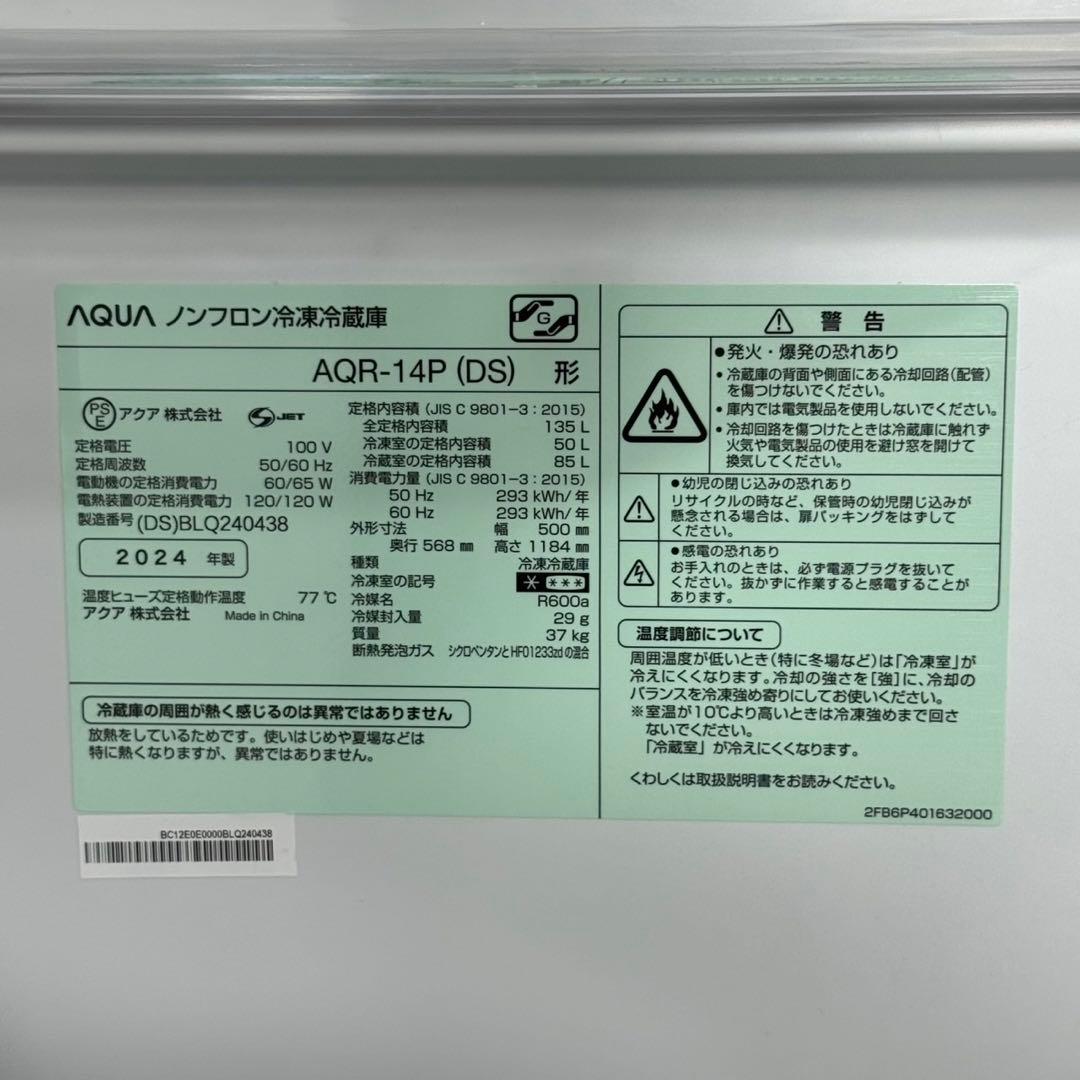 AQUA ノンフロン冷凍冷蔵庫
G
AQR-14P (DS) 形
PS
E
アクア 株式会社
S JET
定格電圧 100 V
定格周波数 50/60 Hz
電動機の定格消費電力 60/65 W
電熱装置の定格消費電力 120/120 W
製造番号 (DS)BLQ240438
2024 年製
温度ヒューズ定格動作温度 77 ℃
アクア 株式会社 Made in China
定格内容積 (JIS C 9801-3 : 2015)
全定格内容積 135 L
冷凍室の定格内容積 50 L
冷蔵室の定格内容積 85 L
消費電力量 (JIS C 9801-3 : 2015)
50 Hz 293 kWh/年
60 Hz 293 kWh/年
外形寸法 幅 500 ㎜
奥行 568 ㎜ 高さ 1184 ㎜
種類 冷凍冷蔵庫
冷凍室の記号 * ***
冷媒名 R600a
冷媒封入量 29 g
質量 37 kg
断熱発泡ガス シクロペンタンとHFO1233zdの混合
冷蔵庫の周囲が熱く感じるのは異常ではありません
放熱をしているためです。使いはじめや夏場などは
特に熱くなりますが、異常ではありません。
警告
●発火・爆発の恐れあり
・冷蔵庫の背面や側面にある冷却回路(配管)
を傷つけないでください。
・庫内では電気製品を使用しないでください。
・冷却回路を傷つけたときは冷蔵庫に触れず
火気や電気製品の使用を避け窓を開けて
換気してください。
●幼児の閉じ込みの恐れあり
リサイクルの時など、保管時の幼児閉じ込みが
懸念される場合は、扉パッキングをはずして
ください。
●感電の恐れあり
お手入れのときは、必ず電源プラグを抜いて
ください。抜かずに作業すると感電することが
あります。
温度調節について
周囲温度が低いとき(特に冬場など)は「冷凍室」が
冷えにくくなります。冷却の強さを[強]に、冷却の
バランスを冷凍強め寄りにしてお使いください。
※室温が10℃より高いときは冷凍強めまで回さ
ないでください。
「冷蔵室」が冷えにくくなります。
くわしくは取扱説明書をお読みください。
2FB6P401632000
BC12E0E0000BLQ240438